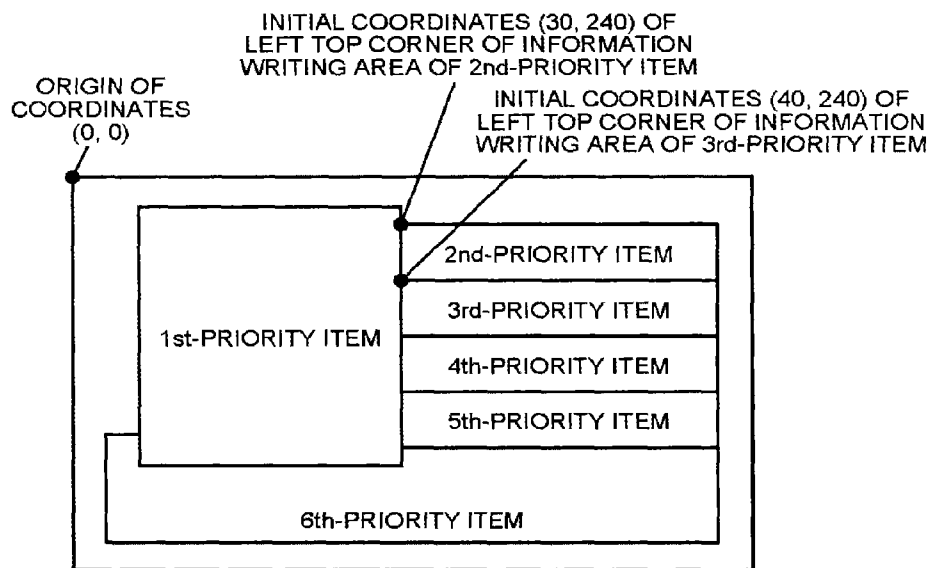 INITIAL COORDINATES (30, 240) OF
LEFT TOP CORNER OF INFORMATION
WRITING AREA OF 2nd-PRIORITY ITEM
ORIGIN OF
COORDINATES
(0, 0)
INITIAL COORDINATES (40, 240) OF
LEFT TOP CORNER OF INFORMATION
WRITING AREA OF 3rd-PRIORITY ITEM
2nd-PRIORITY ITEM
3rd-PRIORITY ITEM
1st-PRIORITY ITEM
4th-PRIORITY ITEM
5th-PRIORITY ITEM
6th-PRIORITY ITEM